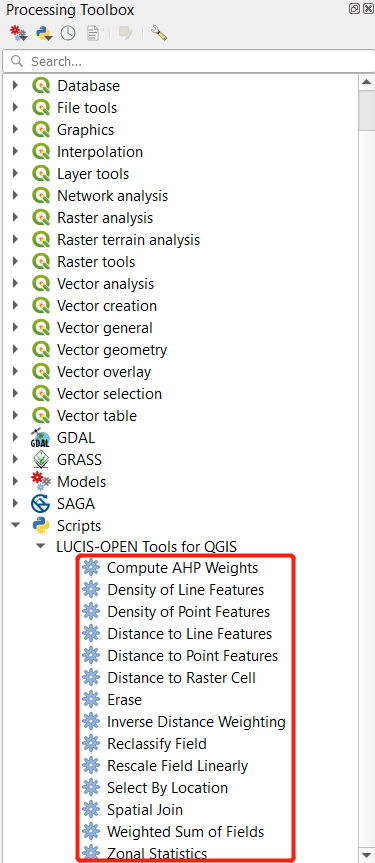 Processing Toolbox
Search...
Database
File tools
Graphics
Interpolation
Layer tools
Network analysis
Raster analysis
Raster terrain analysis
Raster tools
Vector analysis
Vector creation
Vector general
Vector geometry
Vector overlay
Vector selection
Vector table
GDAL
GRASS
Models
SAGA
Scripts
LUCIS-OPEN Tools for QGIS
Compute AHP Weights
Density of Line Features
Density of Point Features
Distance to Line Features
Distance to Point Features
Distance to Raster Cell
Erase
Inverse Distance Weighting
Reclassify Field
Rescale Field Linearly
Select By Location
Spatial Join
Weighted Sum of Fields
Zonal Statistics